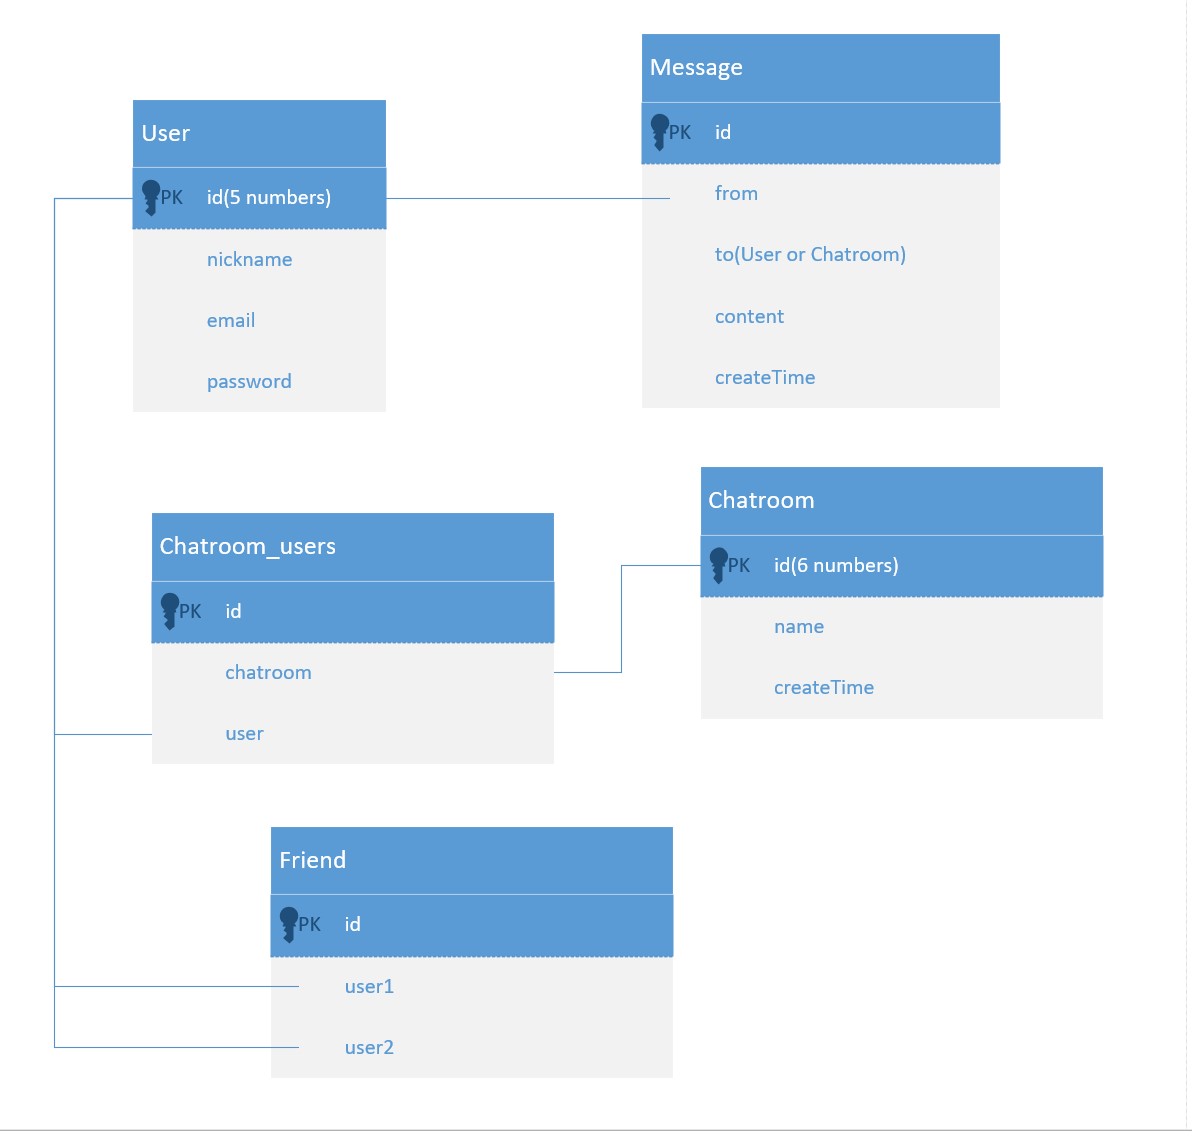 User
PK id(5 numbers)
nickname
email
password
Message
PK id
from
to(User or Chatroom)
content
createTime
Chatroom_users
PK id
chatroom
user
Chatroom
PK id(6 numbers)
name
createTime
Friend
PK id
user1
user2